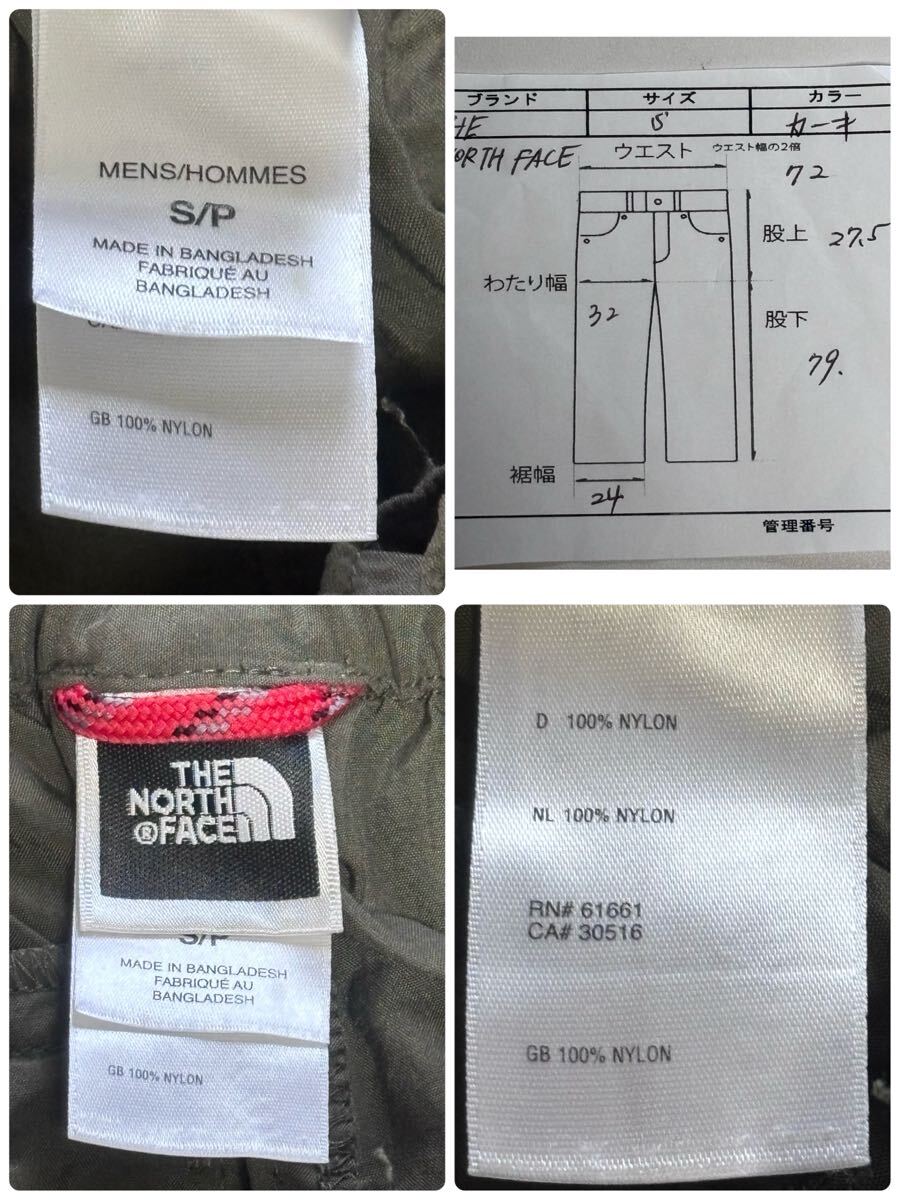 MENS/HOMMES
S/P
MADE IN BANGLADESH
FABRIQUÉ AU
BANGLADESH
GB 100% NYLON
ブランド サイズ カラー
THE S カーキ
NORTH FACE ウエスト ウエスト幅の2倍
72
股上 27.5
わたり幅
32
股下
79.
裾幅
24
管理番号
THE
NORTH
®FACE
S/P
MADE IN BANGLADESH
FABRIQUÉ AU
BANGLADESH
GB 100% NYLON
D 100% NYLON
NL 100% NYLON
RN# 61661
CA# 30516
GB 100% NYLON